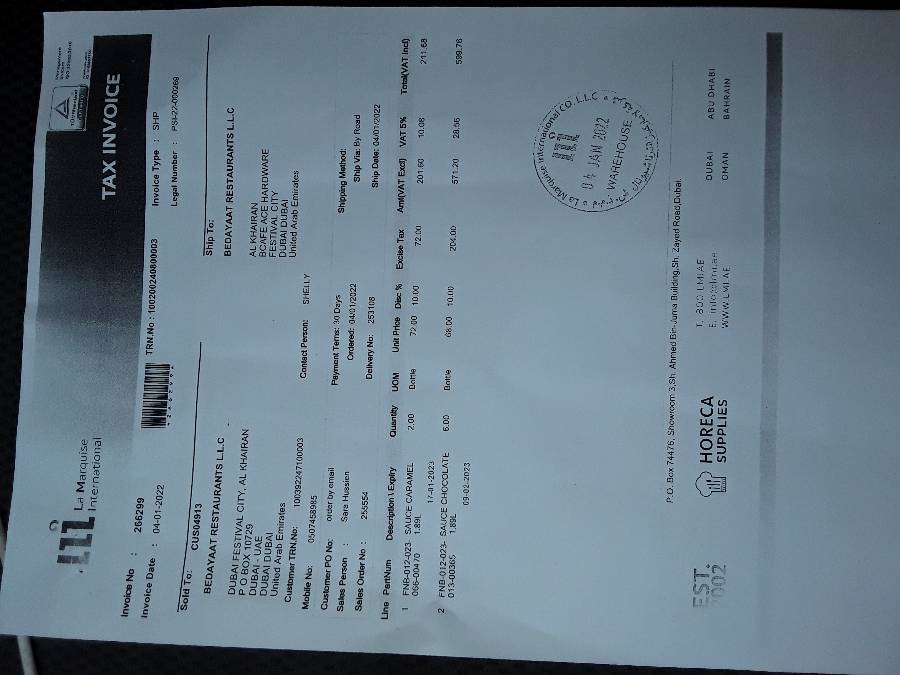 La Marquise
International
TAX INVOICE
Invoice No : 266299
TRN.No : 100200240800003
Invoice Type : SHP
Invoice Date : 04-01-2022
Legal Number : PSI-22-000269
Sold To: CUS04913
Ship To:
BEDAYAAT RESTAURANTS L.L.C
BEDAYAAT RESTAURANTS L.L.C
DUBAI FESTIVAL CITY, AL KHAIRAN
P O BOX 10729
DUBAI - UAE
DUBAI DUBAI
United Arab Emirates
AL KHAIRAN
BCAFE ACE HARDWARE
FESTIVAL CITY
DUBAI DUBAI
United Arab Emirates
Customer TRN.No: 100392247100003
Mobile No: 0507458985
Contact Person: SHELLY
Customer PO No: order by email
Payment Terms: 30 Days
Shipping Method:
Sales Person : Sara Hussien
Ordered: 04/01/2022
Ship Via: By Road
Sales Order No : 255554
Delivery No: 253108
Ship Date: 04/01/2022
Line PartNum Description \ Expiry Quantity UOM Unit Price Disc % Excise Tax Amt(VAT Excl) VAT 5% Total(VAT Incl)
1 FNB-012-023- SAUCE CARAMEL 2.00 Bottle 72.00 10.00 72.00 201.60 10.08 211.68
066-00470 1.89L
17-01-2023
2 FNB-012-023- SAUCE CHOCOLATE 6.00 Bottle 68.00 10.00 204.00 571.20 28.56 599.76
013-00365 1.89L
09-02-2023
La Marquise International CO. L.L.C
04 JAN 2022
WAREHOUSE
P.O. Box 74476, Showroom 3,Sh. Ahmed Bin-Juma Building,Sh. Zayed Road,Dubai.
EST.
2002
HORECA
SUPPLIES
T. 800 LMIAE
E. info@lmi.ae
WWW.LMI.AE
DUBAI ABU DHABI
OMAN BAHRAIN